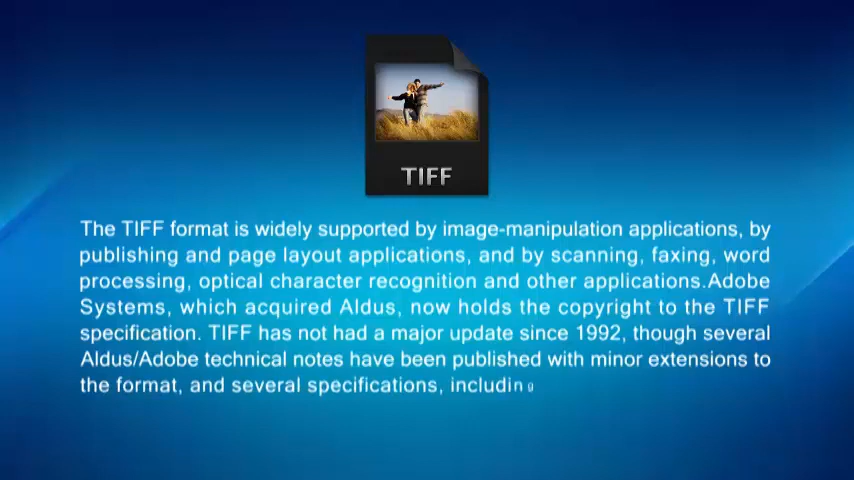 TIFF
The TIFF format is widely supported by image-manipulation applications, by
publishing and page layout applications, and by scanning, faxing, word
processing, optical character recognition and other applications.Adobe
Systems, which acquired Aldus, now holds the copyright to the TIFF
specification. TIFF has not had a major update since 1992, though several
Aldus/Adobe technical notes have been published with minor extensions to
the format, and several specifications, including